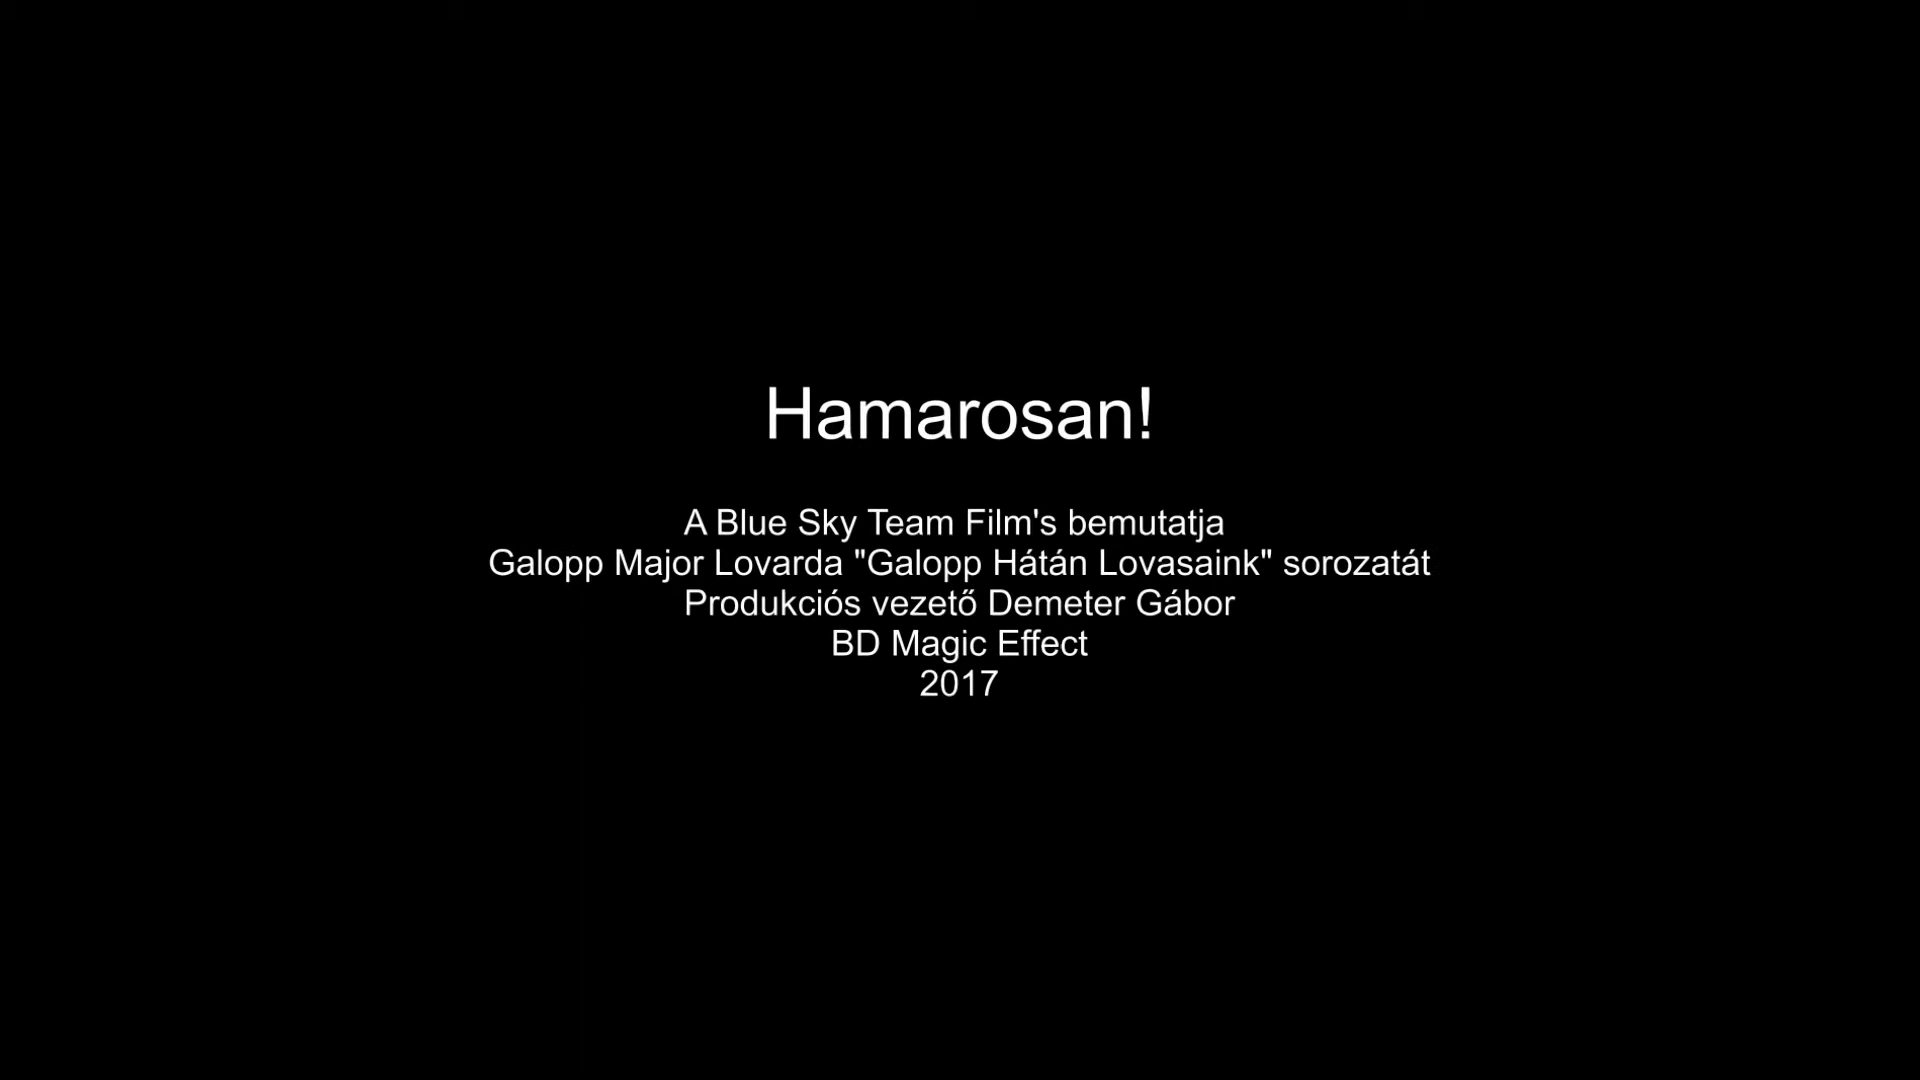 Hamarosan!
A Blue Sky Team Film's bemutatja
Galopp Major Lovarda "Galopp Hátán Lovasaink" sorozatát
Produkciós vezető Demeter Gábor
BD Magic Effect
2017